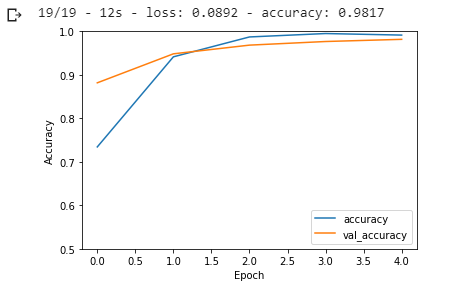 19/19 - 12s - loss: 0.0892 - accuracy: 0.9817
1.0
0.9
0.8
0.7
0.6
0.5
Accuracy
accuracy
val_accuracy
0.0 0.5 1.0 1.5 2.0 2.5 3.0 3.5 4.0
Epoch